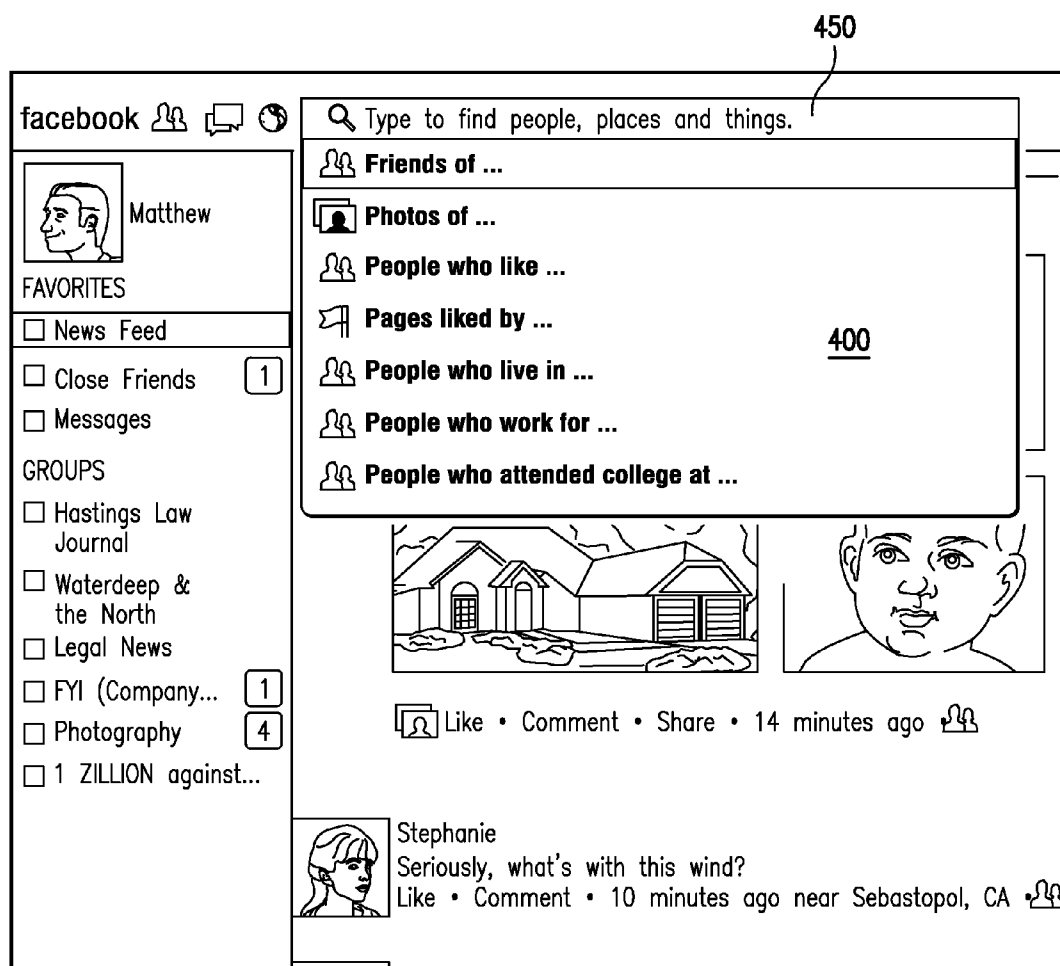 450
facebook
Type to find people, places and things.
Friends of ...
Photos of ...
People who like ...
Pages liked by ...
People who live in ...
People who work for ...
People who attended college at ...
400
Matthew
FAVORITES
News Feed
Close Friends 1
Messages
GROUPS
Hastings Law
Journal
Waterdeep &
the North
Legal News
FYI (Company... 1
Photography 4
1 ZILLION against...
Like • Comment • Share • 14 minutes ago •
Stephanie
Seriously, what's with this wind?
Like • Comment • 10 minutes ago near Sebastopol, CA •